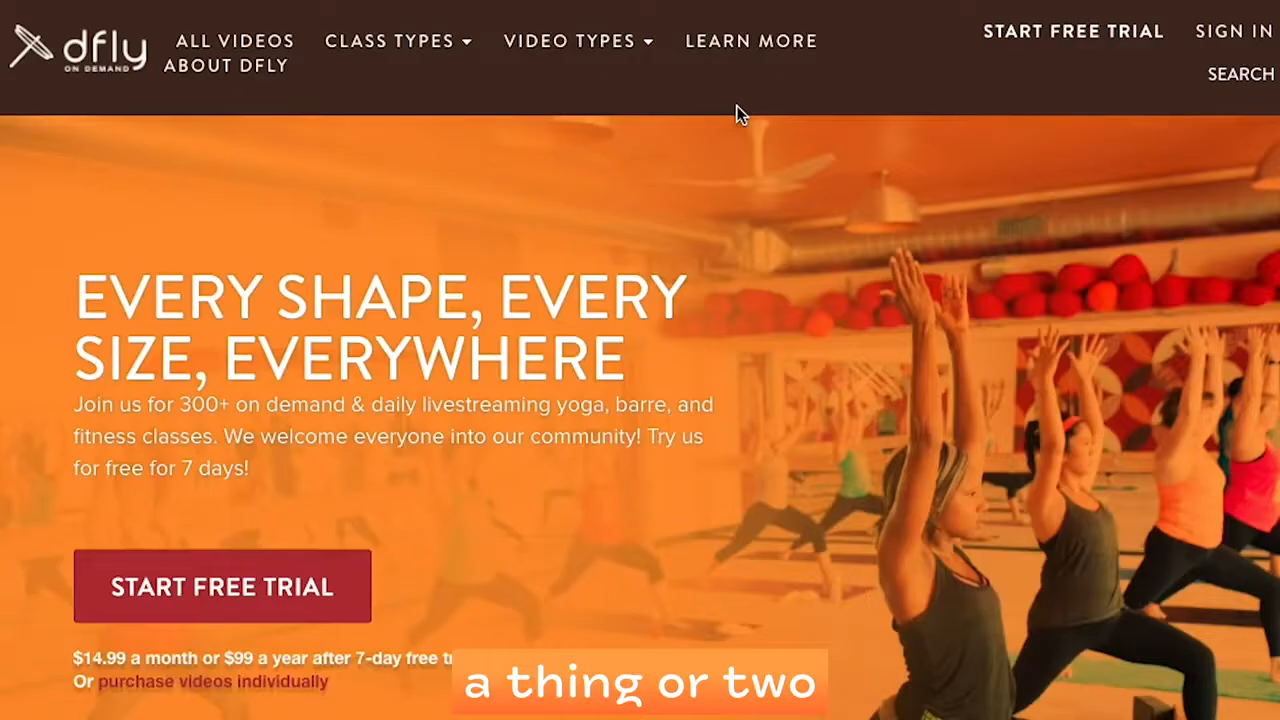 dfly
ON DEMAND
ALL VIDEOS
CLASS TYPES
VIDEO TYPES
LEARN MORE
ABOUT DFLY
START FREE TRIAL
SIGN IN
SEARCH
EVERY SHAPE, EVERY
SIZE, EVERYWHERE
Join us for 300+ on demand & daily livestreaming yoga, barre, and
fitness classes. We welcome everyone into our community! Try us
for free for 7 days!
START FREE TRIAL
$14.99 a month or $99 a year after 7-day free
Or purchase videos individually
a thing or two